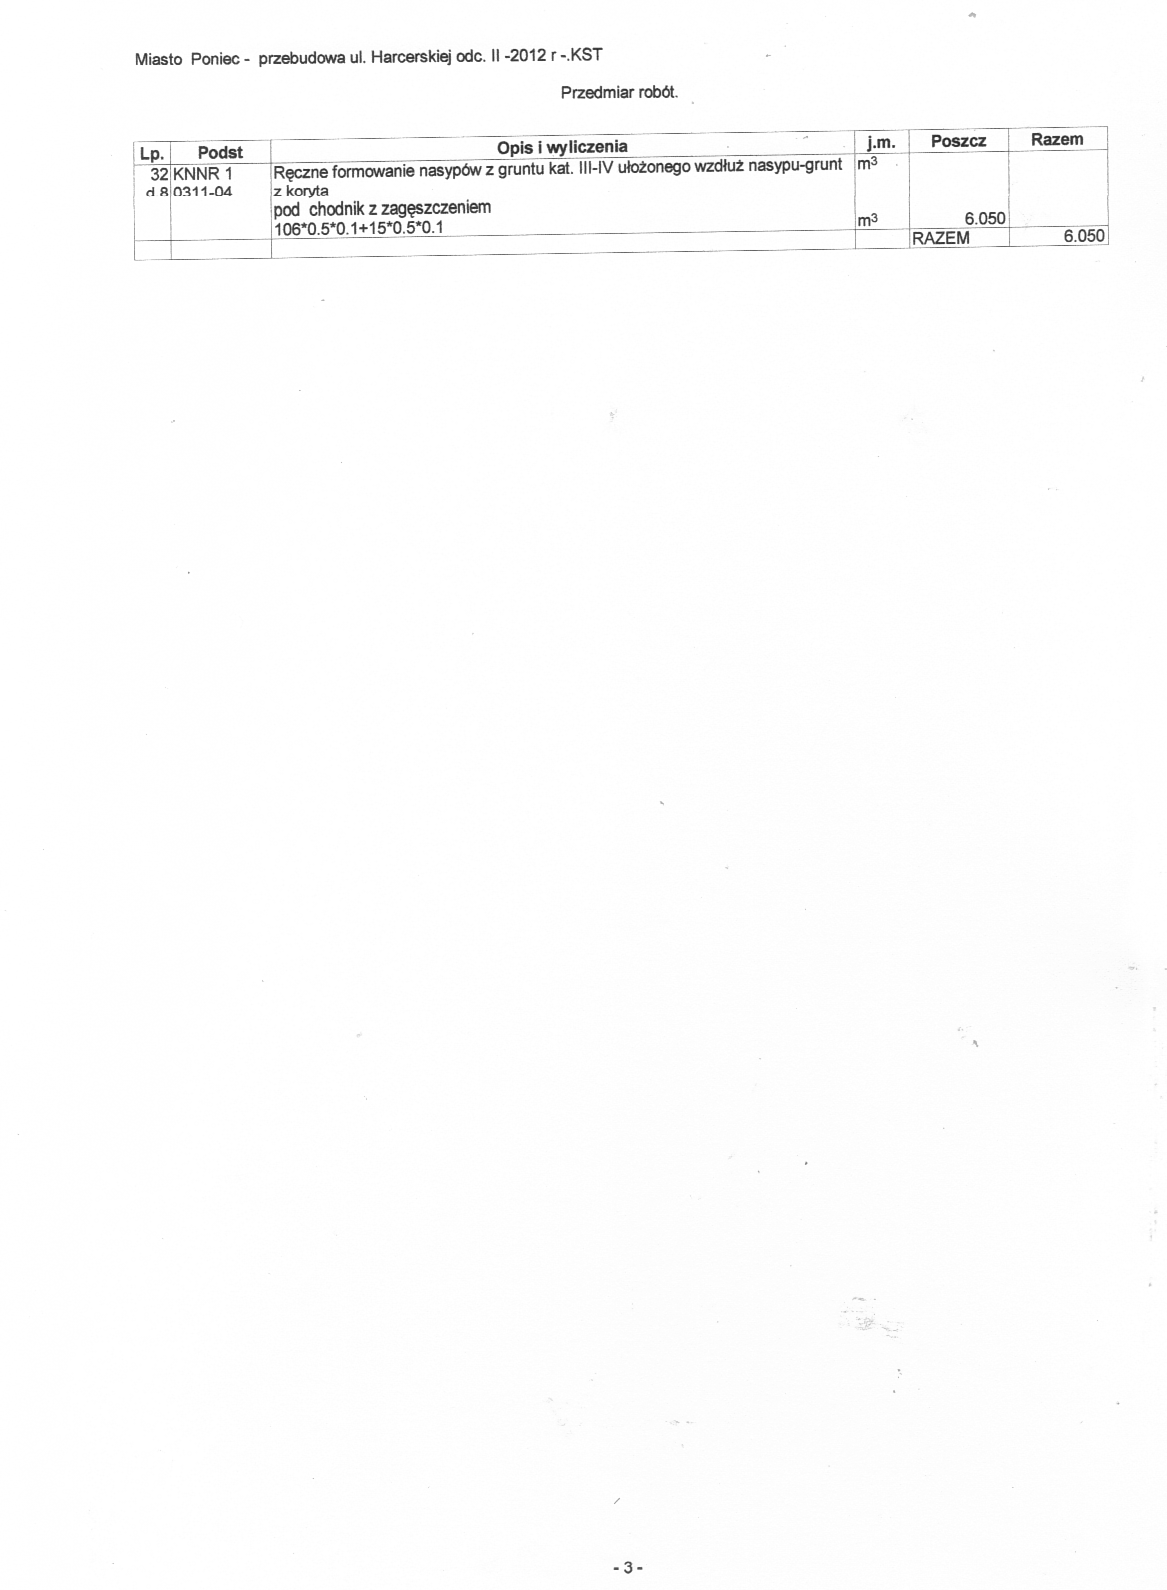 Miasto Poniec - przebudowa ul. Harcerskiej odc. II -2012 r -.KST
Przedmiar robót.
Lp. Podst Opis i wyliczenia j.m. Poszcz Razem
32 KNNR 1 Ręczne formowanie nasypów z gruntu kat. III-IV ułożonego wzdłuż nasypu-grunt m³
d 8 0311-04 z koryta
pod chodnik z zagęszczeniem
106*0.5*0.1+15*0.5*0.1 m³ 6.050
RAZEM 6.050
- 3 -